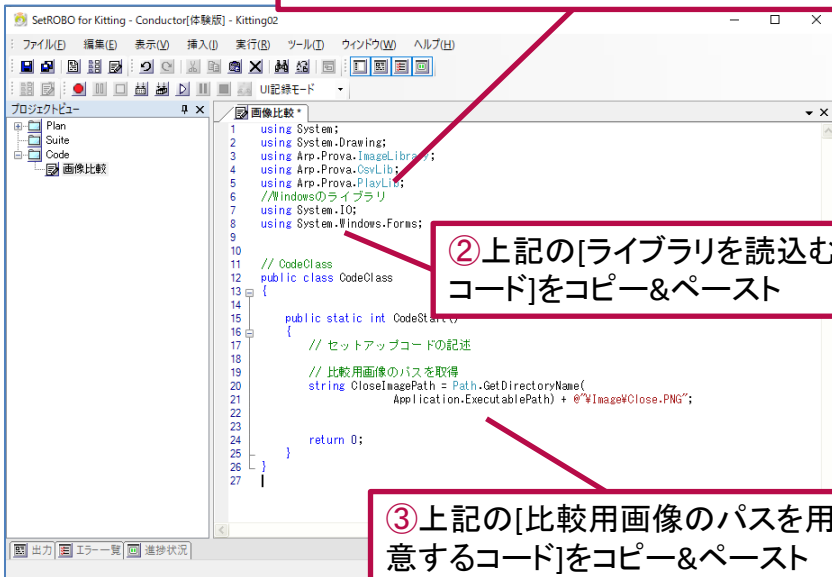 SetROBO for Kitting - Conductor[体験版] - Kitting02
ファイル(F) 編集(E) 表示(V) 挿入(I) 実行(R) ツール(T) ウィンドウ(W) ヘルプ(H)
UI記録モード
プロジェクトビュー
Plan
Suite
Code
画像比較
画像比較 *
1 using System;
2 using System.Drawing;
3 using Arp.Prova.ImageLibrary;
4 using Arp.Prova.CsvLib;
5 using Arp.Prova.PlayLib;
6 //Windowsのライブラリ
7 using System.IO;
8 using System.Windows.Forms;
9
10
11 // CodeClass
12 public class CodeClass
13 {
14
15 public static int CodeStart()
16 {
17 // セットアップコードの記述
18
19 // 比較用画像のパスを取得
20 string CloseImagePath = Path.GetDirectoryName(
21 Application.ExecutablePath) + @"¥Image¥Close.PNG";
22
23
24 return 0;
25 }
26 }
27
②上記の[ライブラリを読込む
コード]をコピー&ペースト
③上記の[比較用画像のパスを用
意するコード]をコピー&ペースト
出力 エラー一覧 進捗状況